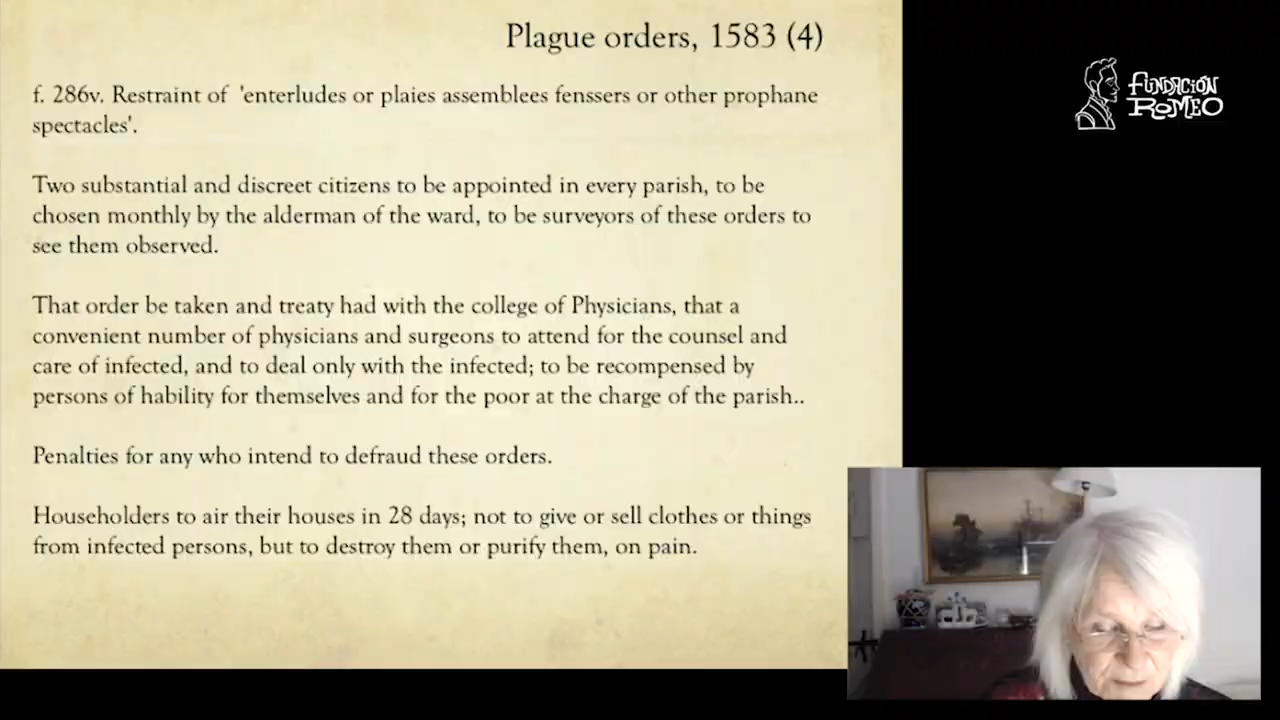 Plague orders, 1583 (4)
f. 286v. Restraint of 'enterludes or plaies assemblees fenssers or other prophane
spectacles'.
Two substantial and discreet citizens to be appointed in every parish, to be
chosen monthly by the alderman of the ward, to be surveyors of these orders to
see them observed.
That order be taken and treaty had with the college of Physicians, that a
convenient number of physicians and surgeons to attend for the counsel and
care of infected, and to deal only with the infected; to be recompensed by
persons of hability for themselves and for the poor at the charge of the parish..
Penalties for any who intend to defraud these orders.
Householders to air their houses in 28 days; not to give or sell clothes or things
from infected persons, but to destroy them or purify them, on pain.
FUNDACIÓN
ROMEO